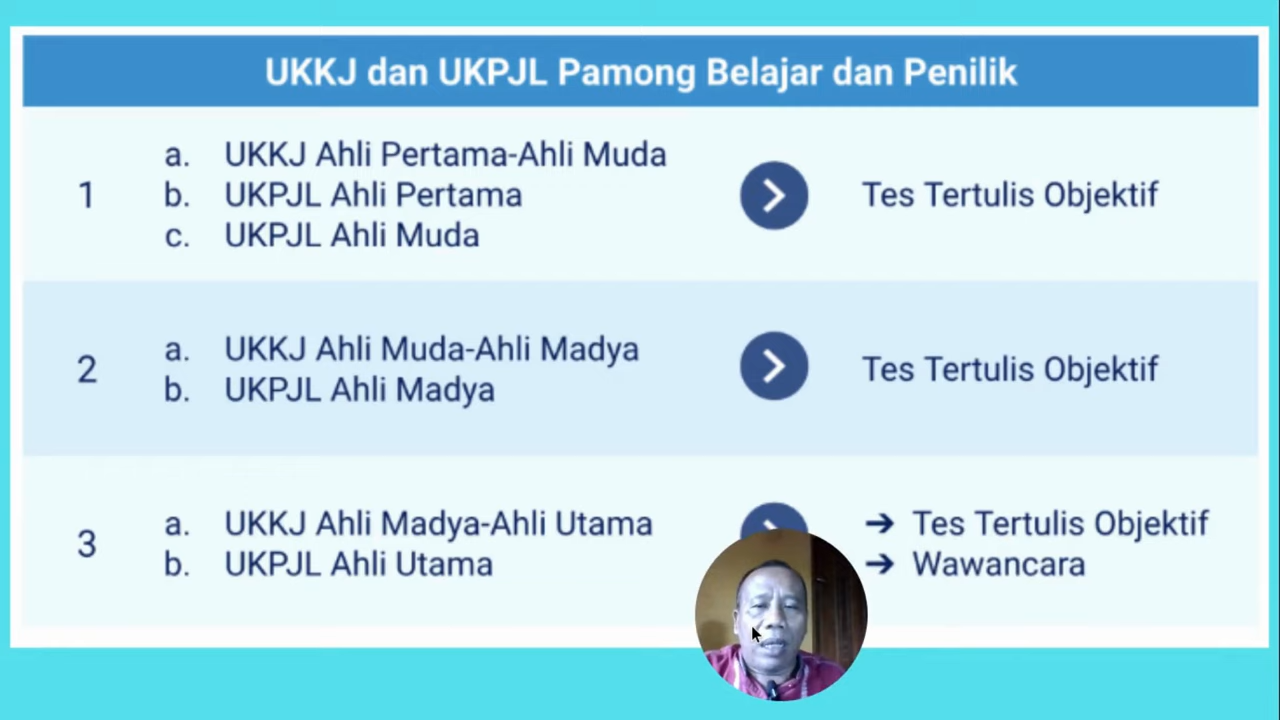 UKKJ dan UKPJL Pamong Belajar dan Penilik
1
a. UKKJ Ahli Pertama-Ahli Muda
b. UKPJL Ahli Pertama
c. UKPJL Ahli Muda
Tes Tertulis Objektif
2
a. UKKJ Ahli Muda-Ahli Madya
b. UKPJL Ahli Madya
Tes Tertulis Objektif
3
a. UKKJ Ahli Madya-Ahli Utama
b. UKPJL Ahli Utama
➔ Tes Tertulis Objektif
➔ Wawancara